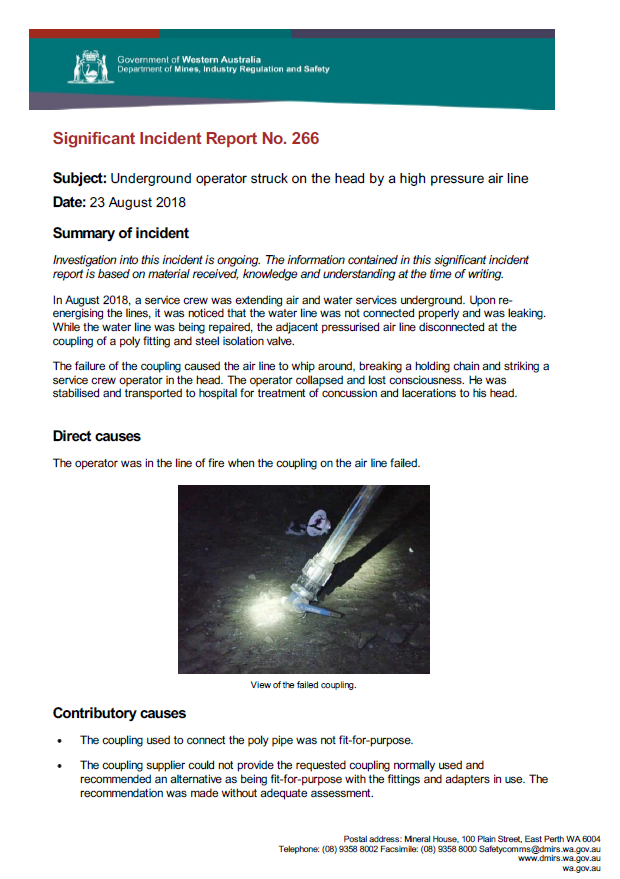 Government of Western Australia
Department of Mines, Industry Regulation and Safety
Significant Incident Report No. 266
Subject: Underground operator struck on the head by a high pressure air line
Date: 23 August 2018
Summary of incident
Investigation into this incident is ongoing. The information contained in this significant incident
report is based on material received, knowledge and understanding at the time of writing.
In August 2018, a service crew was extending air and water services underground. Upon re-
energising the lines, it was noticed that the water line was not connected properly and was leaking.
While the water line was being repaired, the adjacent pressurised air line disconnected at the
coupling of a poly fitting and steel isolation valve.
The failure of the coupling caused the air line to whip around, breaking a holding chain and striking a
service crew operator in the head. The operator collapsed and lost consciousness. He was
stabilised and transported to hospital for treatment of concussion and lacerations to his head.
Direct causes
The operator was in the line of fire when the coupling on the air line failed.
View of the failed coupling.
Contributory causes
• The coupling used to connect the poly pipe was not fit-for-purpose.
• The coupling supplier could not provide the requested coupling normally used and
recommended an alternative as being fit-for-purpose with the fittings and adapters in use. The
recommendation was made without adequate assessment.
Postal address: Mineral House, 100 Plain Street, East Perth WA 6004
Telephone: (08) 9358 8002 Facsimile: (08) 9358 8000 Safetycomms@dmirs.wa.gov.au
www.dmirs.wa.gov.au
wa.gov.au